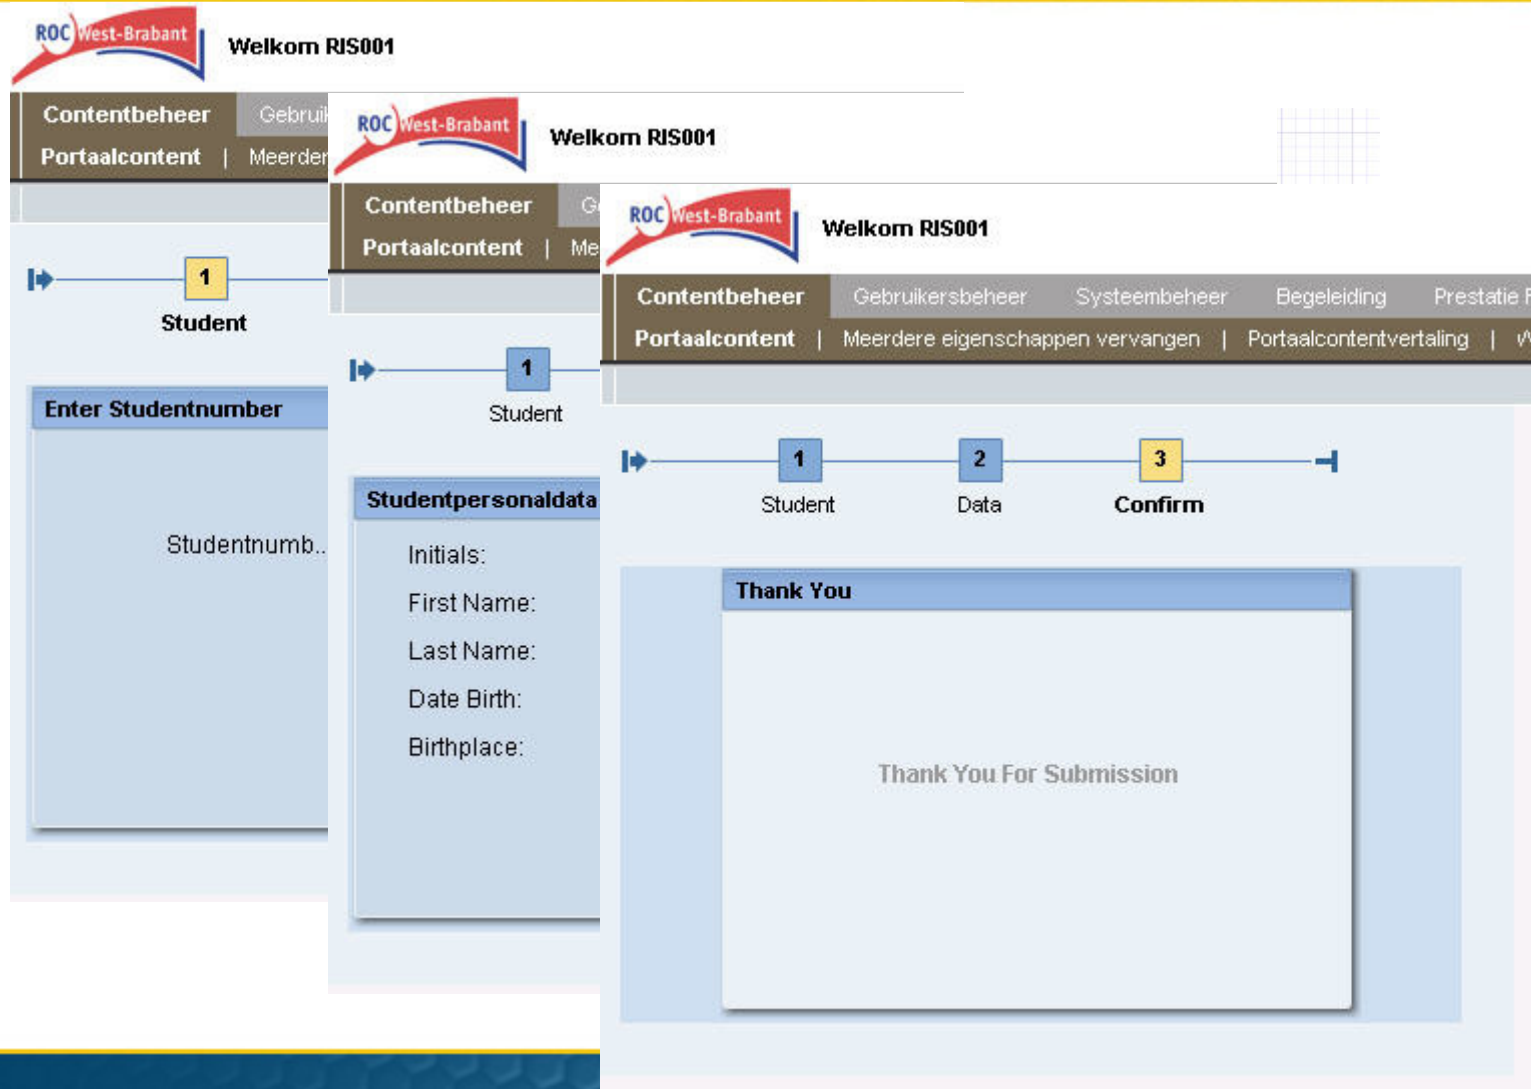 ROC West-Brabant
Welkom RIS001
Contentbeheer
Portaalcontent |
1
Student
Enter Studentnumber
Studentnumb..
ROC West-Brabant
Welkom RIS001
Contentbeheer
Portaalcontent |
1
Student
Studentpersonaldata
Initials:
First Name:
Last Name:
Date Birth:
Birthplace:
ROC West-Brabant
Welkom RIS001
Contentbeheer Gebruikersbeheer Systeembeheer Begeleiding Prestatie
Portaalcontent | Meerdere eigenschappen vervangen | Portaalcontentvertaling |
1 2 3
Student Data Confirm
Thank You
Thank You For Submission